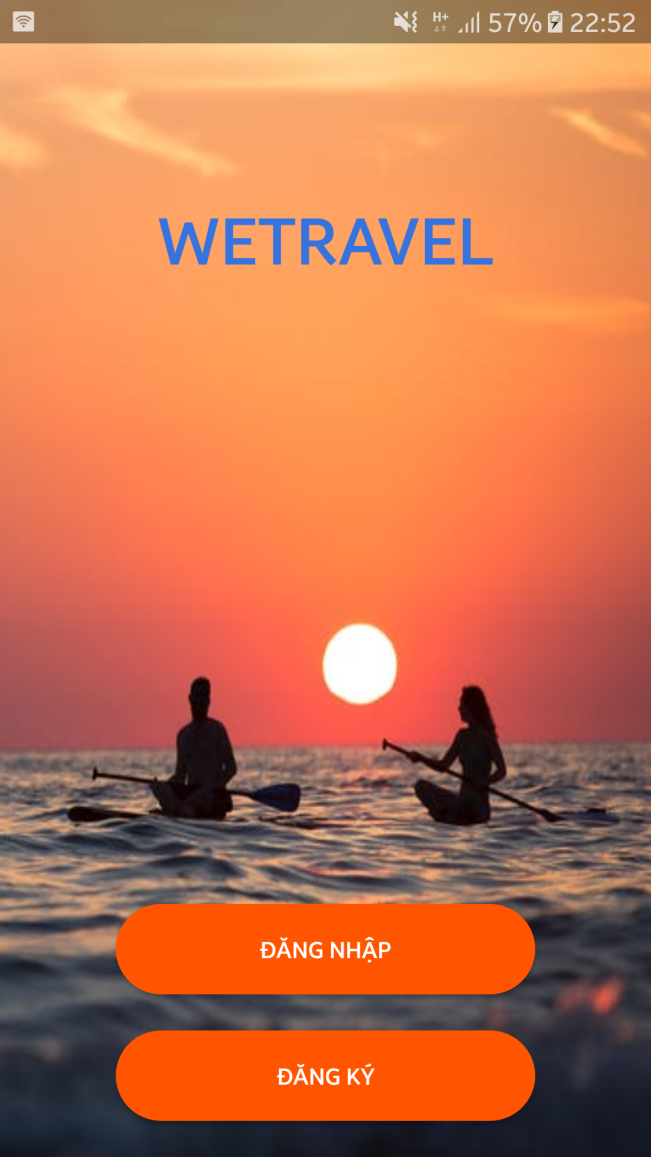 H+ 57% 22:52
WETRAVEL
ĐĂNG NHẬP
ĐĂNG KÝ